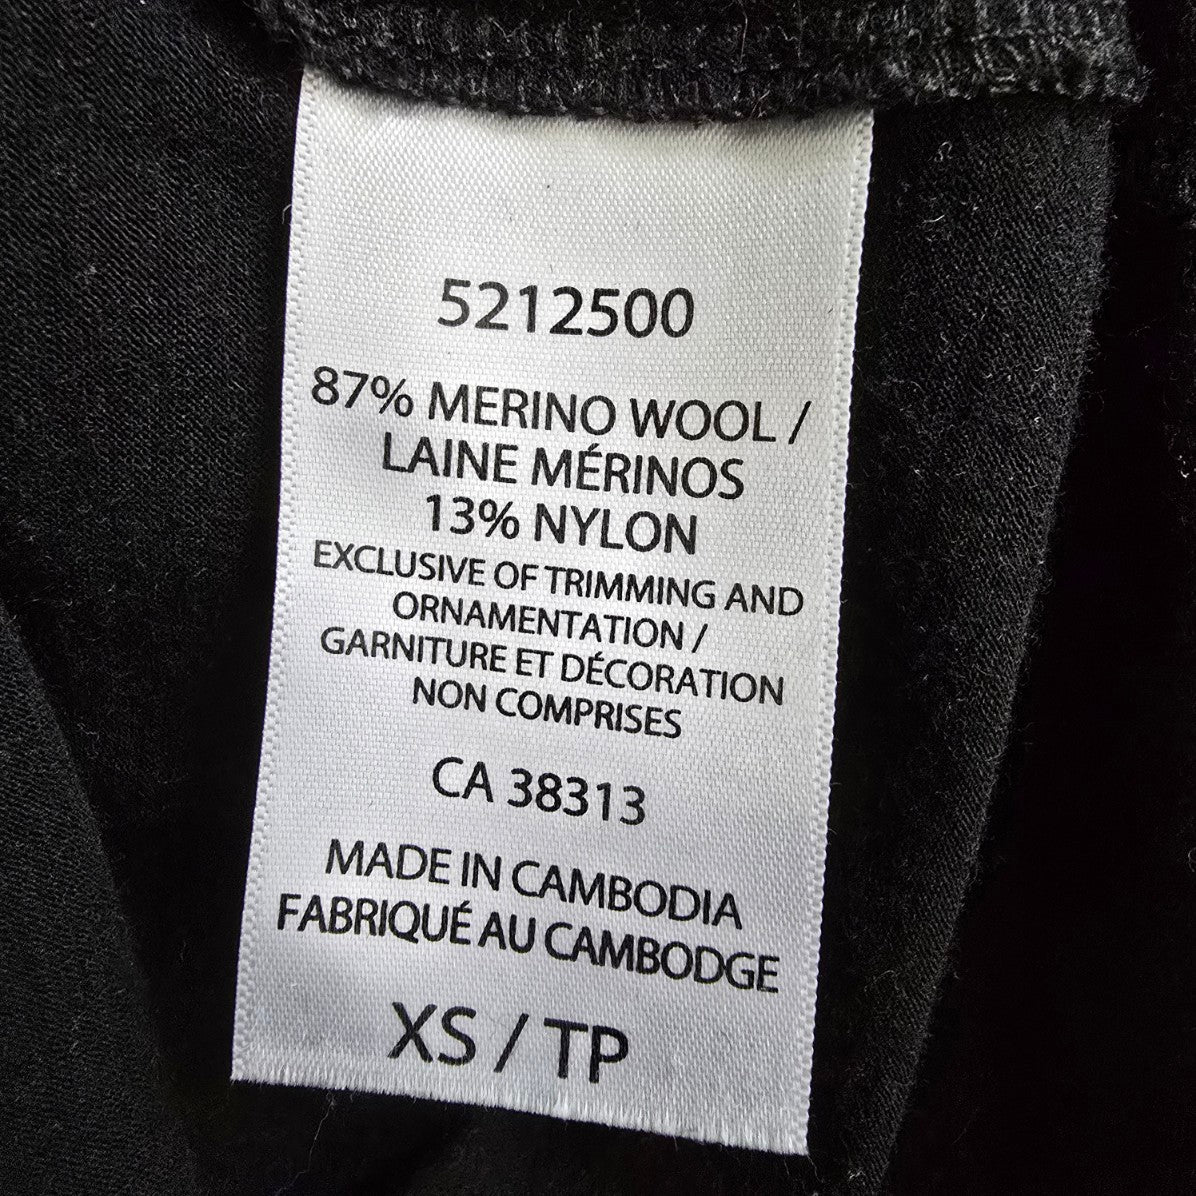 5212500
87% MERINO WOOL /
LAINE MÉRINOS
13% NYLON
EXCLUSIVE OF TRIMMING AND
ORNAMENTATION /
GARNITURE ET DÉCORATION
NON COMPRISES
CA 38313
MADE IN CAMBODIA
FABRIQUÉ AU CAMBODGE
XS / TP